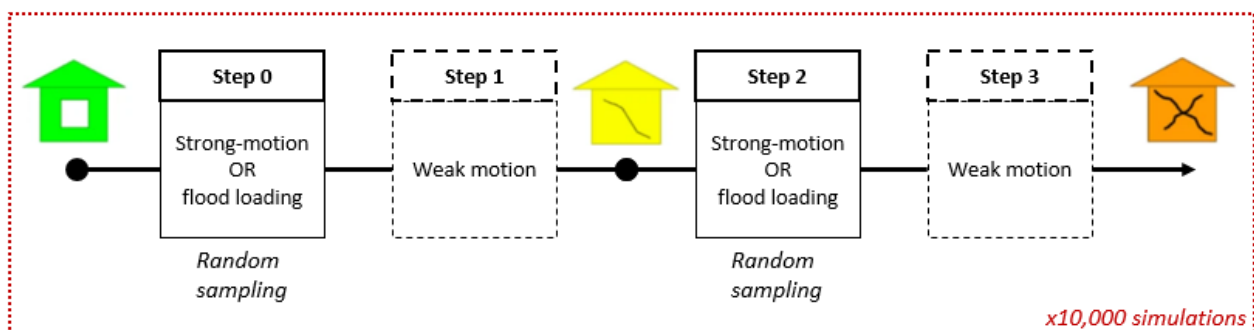 Step 0
Strong-motion
OR
flood loading
Random
sampling
Step 1
Weak motion
Step 2
Strong-motion
OR
flood loading
Random
sampling
Step 3
Weak motion
x10,000 simulations